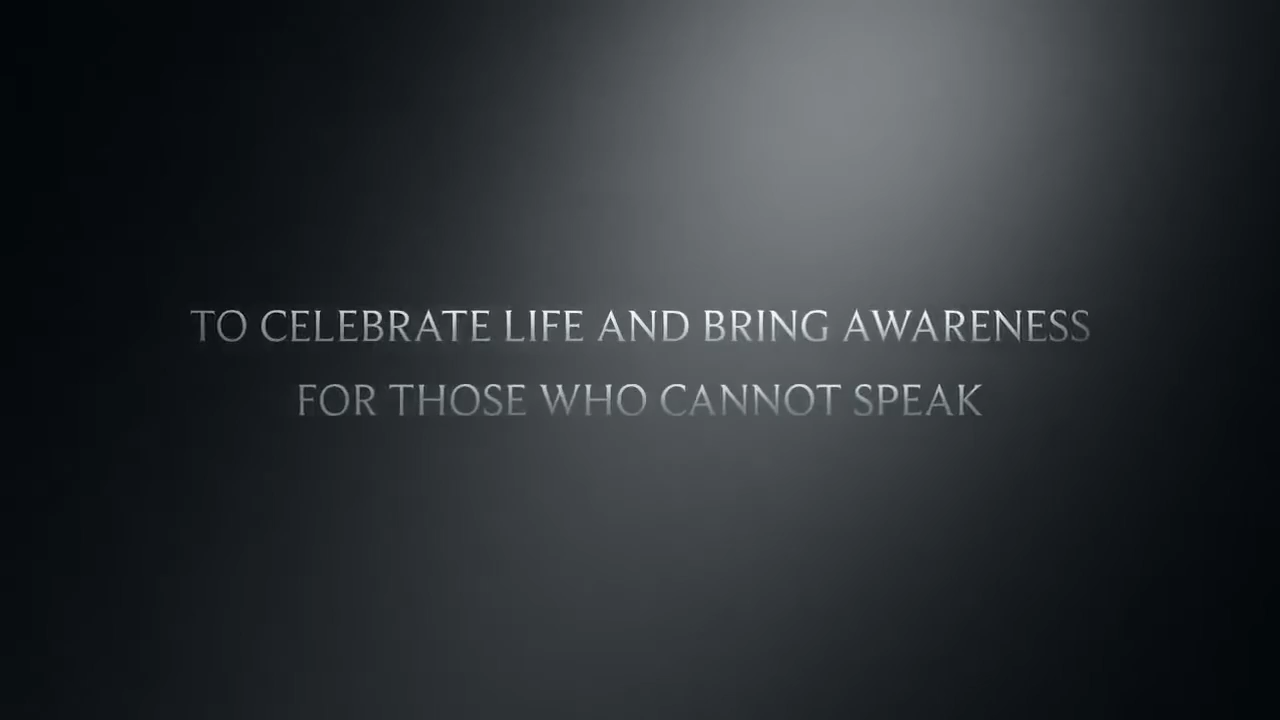 TO CELEBRATE LIFE AND BRING AWARENESS
FOR THOSE WHO CANNOT SPEAK